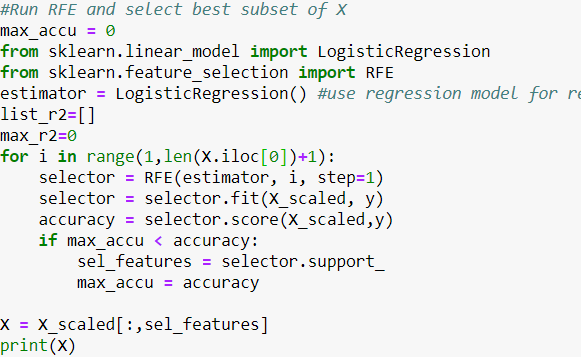 #Run RFE and select best subset of X
max_accu = 0
from sklearn.linear_model import LogisticRegression
from sklearn.feature_selection import RFE
estimator = LogisticRegression() #use regression model for re
list_r2=[]
max_r2=0
for i in range(1,len(X.iloc[0])+1):
    selector = RFE(estimator, i, step=1)
    selector = selector.fit(X_scaled, y)
    accuracy = selector.score(X_scaled,y)
    if max_accu < accuracy:
        sel_features = selector.support_
        max_accu = accuracy
X = X_scaled[:,sel_features]
print(X)